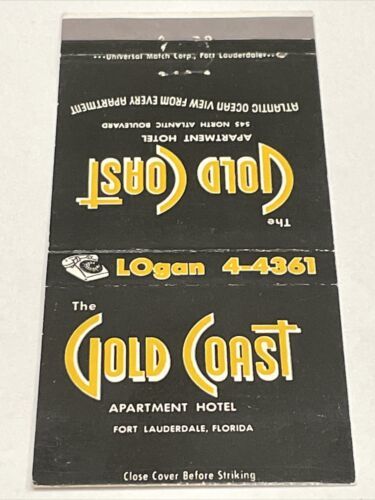 •••Universal Match Corp., Fort Lauderdale•••
ATLANTIC OCEAN VIEW FROM EVERY APARTMENT
545 NORTH ATLANTIC BOULEVARD
APARTMENT HOTEL
GOLD COAST
The
LOgan 4-4361
The
GOLD COAST
APARTMENT HOTEL
FORT LAUDERDALE, FLORIDA
Close Cover Before Striking